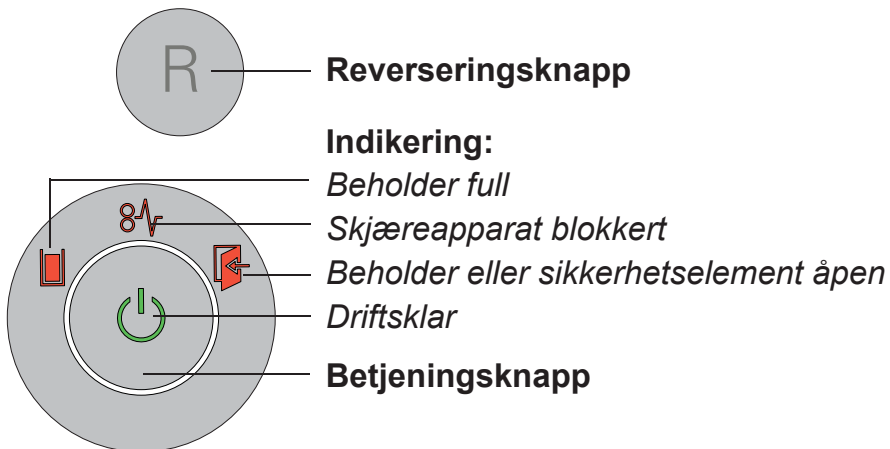 R
Reverseringsknapp
Indikering:
Beholder full
Skjæreapparat blokkert
Beholder eller sikkerhetselement åpen
Driftsklar
Betjeningsknapp